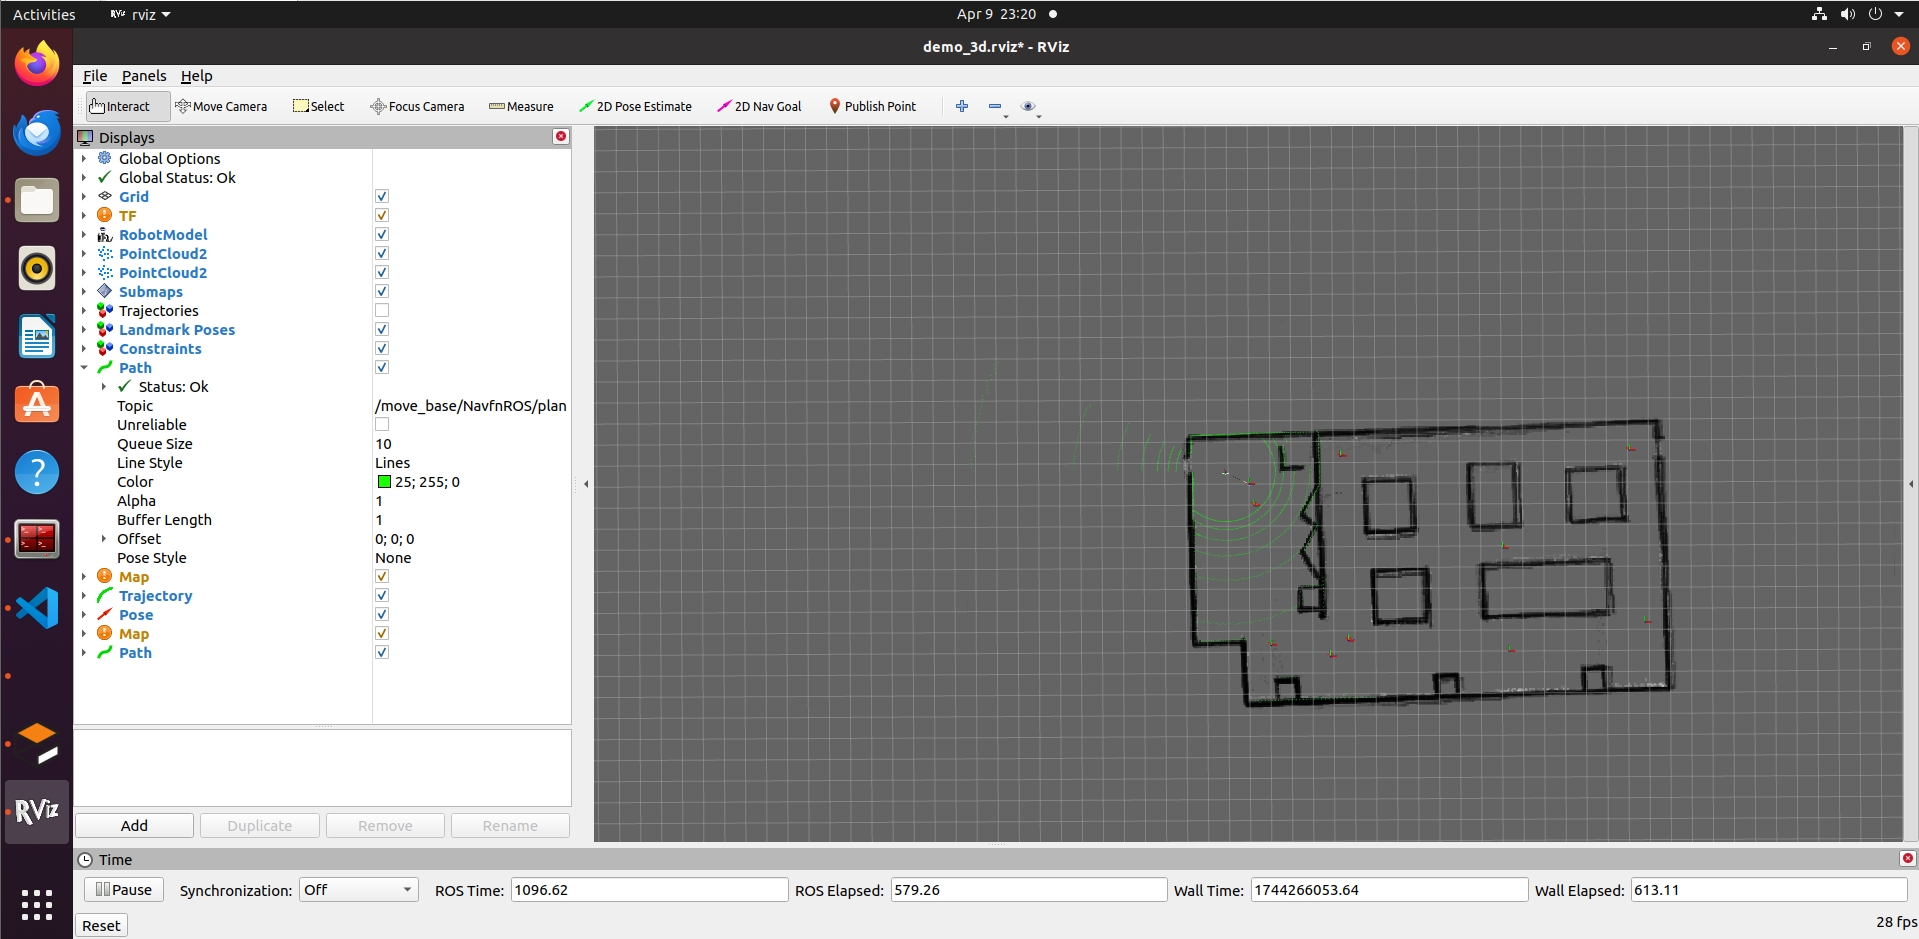 Activities RViz rviz Apr 9 23:20
demo_3d.rviz* - RViz
File Panels Help
Interact Move Camera Select Focus Camera Measure 2D Pose Estimate 2D Nav Goal Publish Point
Displays
Global Options
Global Status: Ok
Grid
TF
RobotModel
PointCloud2
PointCloud2
Submaps
Trajectories
Landmark Poses
Constraints
Path
Status: Ok
Topic /move_base/NavfnROS/plan
Unreliable
Queue Size 10
Line Style Lines
Color 25; 255; 0
Alpha 1
Buffer Length 1
Offset 0; 0; 0
Pose Style None
Map
Trajectory
Pose
Map
Path
RViz
Add Duplicate Remove Rename
Time
Pause Synchronization: Off ROS Time: 1096.62 ROS Elapsed: 579.26 Wall Time: 1744266053.64 Wall Elapsed: 613.11
Reset 28 fps